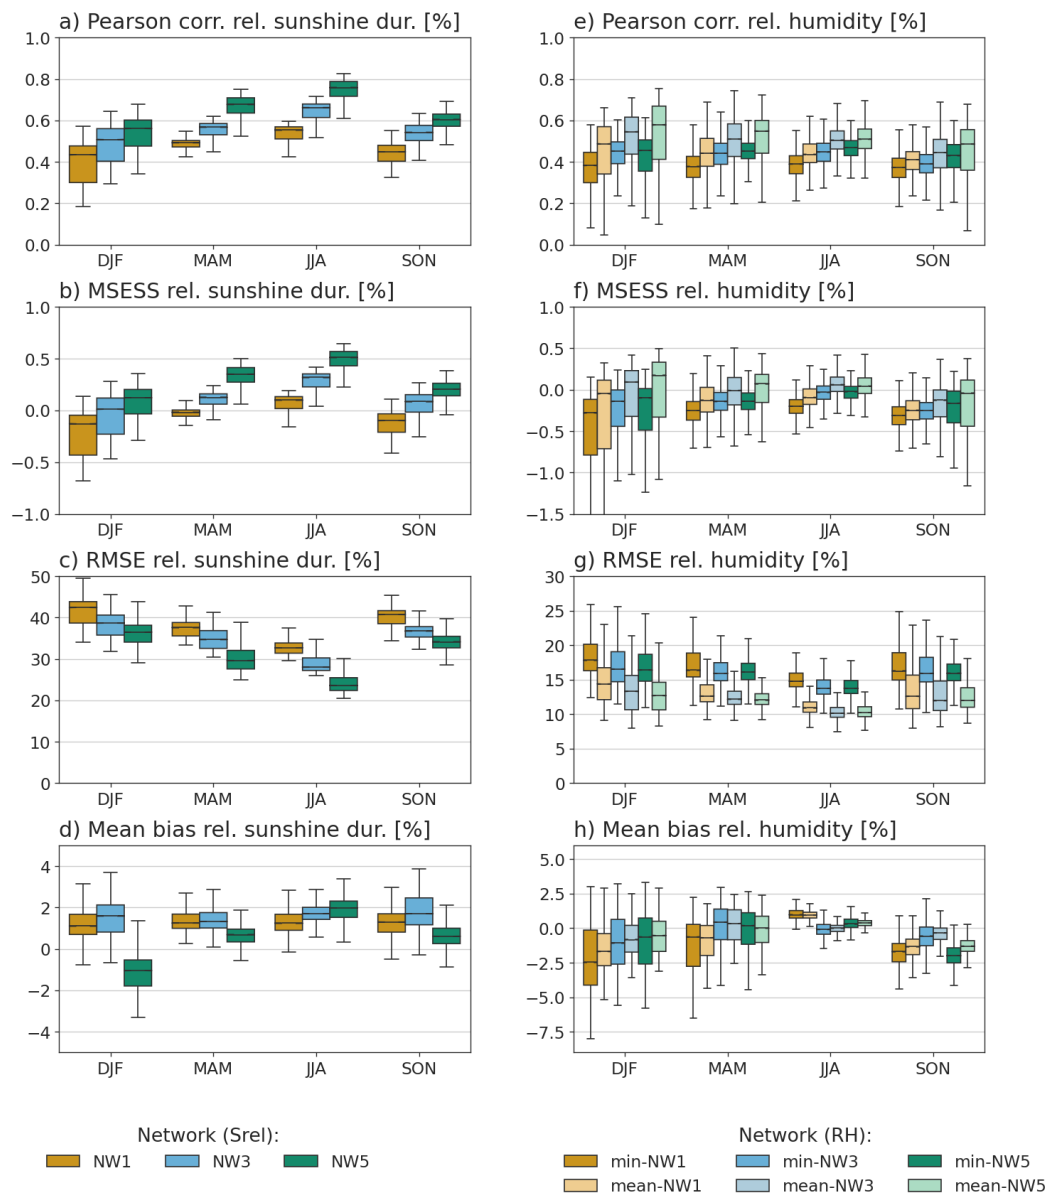 a) Pearson corr. rel. sunshine dur. [%]
1.0
0.8
0.6
0.4
0.2
0.0
DJF MAM JJA SON
e) Pearson corr. rel. humidity [%]
1.0
0.8
0.6
0.4
0.2
0.0
DJF MAM JJA SON
b) MSESS rel. sunshine dur. [%]
1.0
0.5
0.0
−0.5
−1.0
DJF MAM JJA SON
f) MSESS rel. humidity [%]
1.0
0.5
0.0
−0.5
−1.0
−1.5
DJF MAM JJA SON
c) RMSE rel. sunshine dur. [%]
50
40
30
20
10
0
DJF MAM JJA SON
g) RMSE rel. humidity [%]
30
25
20
15
10
5
0
DJF MAM JJA SON
d) Mean bias rel. sunshine dur. [%]
4
2
0
−2
−4
DJF MAM JJA SON
h) Mean bias rel. humidity [%]
5.0
2.5
0.0
−2.5
−5.0
−7.5
DJF MAM JJA SON
Network (Srel):
NW1 NW3 NW5
Network (RH):
min-NW1 min-NW3 min-NW5
mean-NW1 mean-NW3 mean-NW5